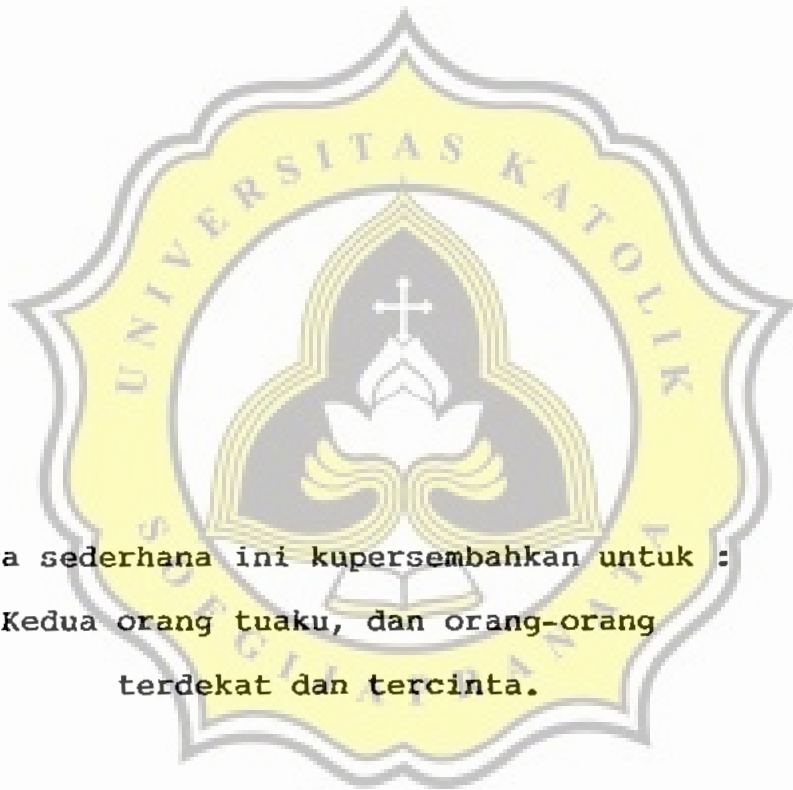 UNIVERSITAS KATOLIK
SOEGIJAPRANATA
a sederhana ini kupersembahkan untuk :
Kedua orang tuaku, dan orang-orang
terdekat dan tercinta.